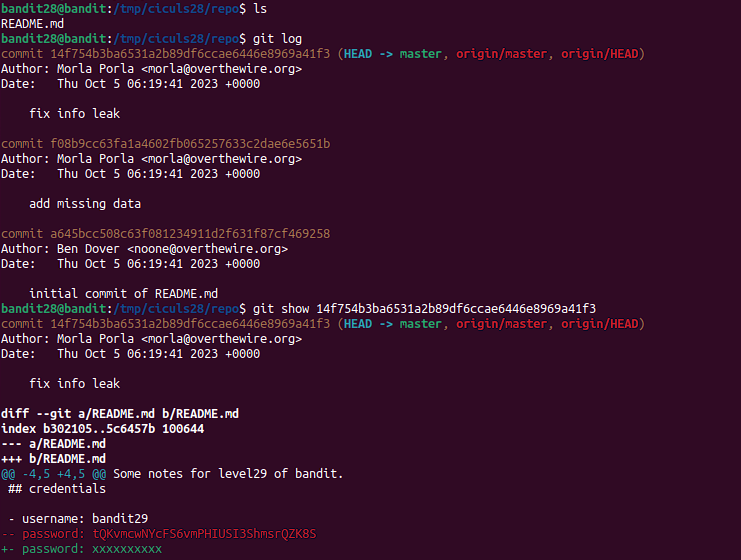 bandit28@bandit:/tmp/ciculs28/repo$ ls
README.md
bandit28@bandit:/tmp/ciculs28/repo$ git log
commit 14f754b3ba6531a2b89df6ccae6446e8969a41f3 (HEAD -> master, origin/master, origin/HEAD)
Author: Morla Porla <morla@overthewire.org>
Date:   Thu Oct 5 06:19:41 2023 +0000

    fix info leak

commit f08b9cc63fa1a4602fb065257633c2dae6e5651b
Author: Morla Porla <morla@overthewire.org>
Date:   Thu Oct 5 06:19:41 2023 +0000

    add missing data

commit a645bcc508c63f081234911d2f631f87cf469258
Author: Ben Dover <noone@overthewire.org>
Date:   Thu Oct 5 06:19:41 2023 +0000

    initial commit of README.md
bandit28@bandit:/tmp/ciculs28/repo$ git show 14f754b3ba6531a2b89df6ccae6446e8969a41f3
commit 14f754b3ba6531a2b89df6ccae6446e8969a41f3 (HEAD -> master, origin/master, origin/HEAD)
Author: Morla Porla <morla@overthewire.org>
Date:   Thu Oct 5 06:19:41 2023 +0000

    fix info leak

diff --git a/README.md b/README.md
index b302105..5c6457b 100644
--- a/README.md
+++ b/README.md
@@ -4,5 +4,5 @@ Some notes for level29 of bandit.
 ## credentials

 - username: bandit29
-- password: tQKvmcwNYcFS6vmPHIUSI3ShmsrQZK8S
+- password: xxxxxxxxxx